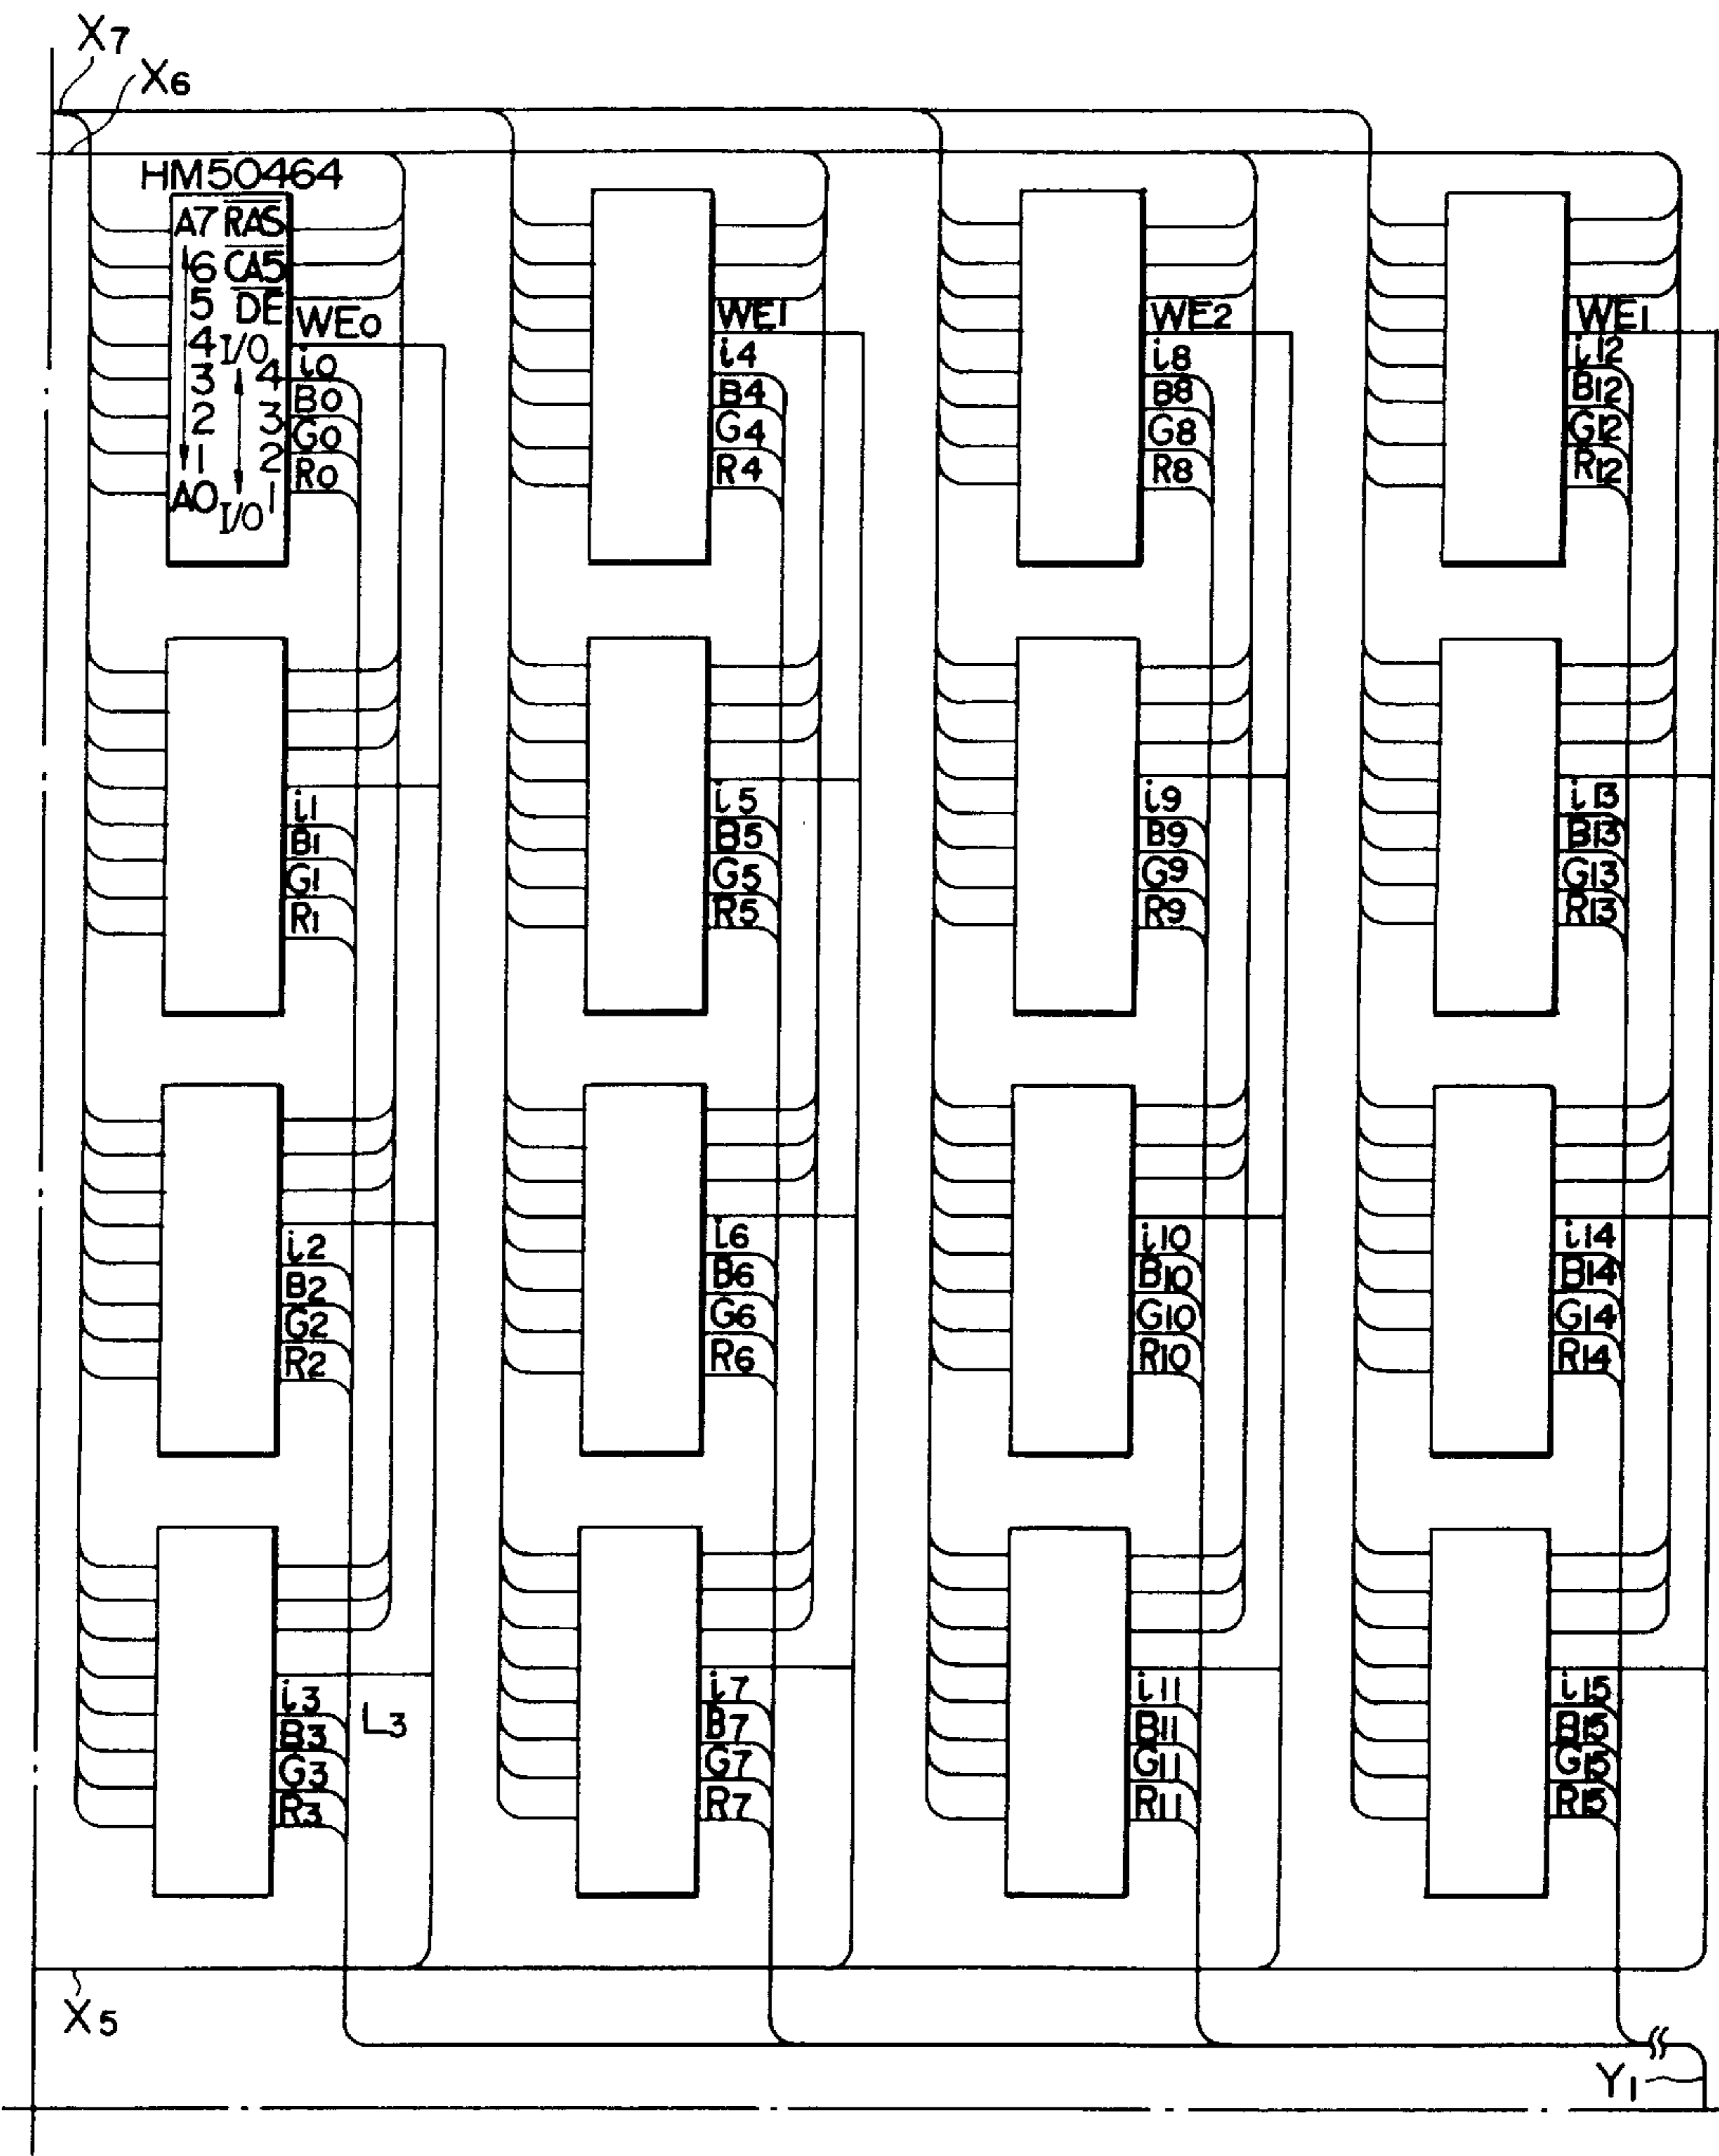 X7
X6
HM50464
A7 RAS
6 CA5
5 DE
4 I/O
3 4
2 3
1 2
A0 I/O 1
WE0
i0
B0
G0
R0
WE1
i4
B4
G4
R4
WE2
i8
B8
G8
R8
WE1
i12
B12
G12
R12
i1
B1
G1
R1
i5
B5
G5
R5
i9
B9
G9
R9
i13
B13
G13
R13
i2
B2
G2
R2
i6
B6
G6
R6
i10
B10
G10
R10
i14
B14
G14
R14
i3
B3
G3
R3
L3
i7
B7
G7
R7
i11
B11
G11
R11
i15
B15
G15
R15
X5
Y1